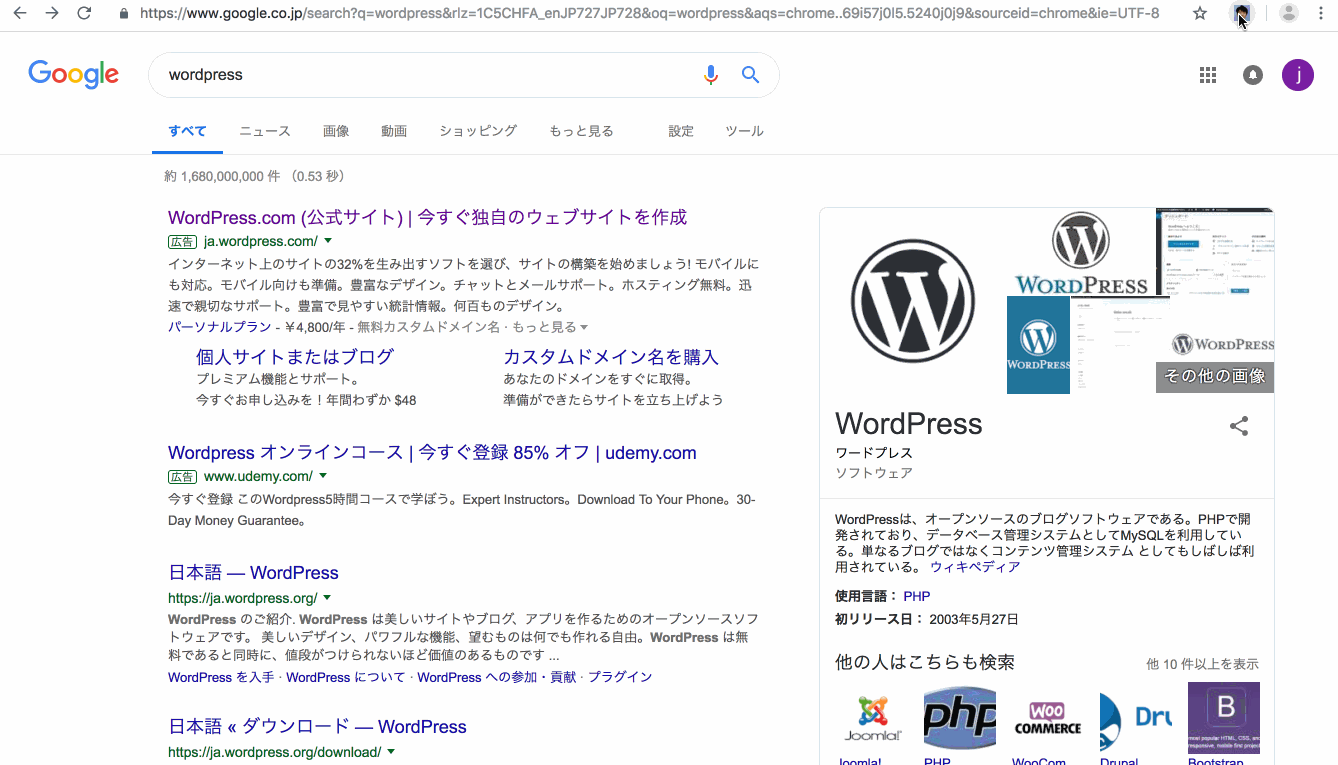 https://www.google.co.jp/search?q=wordpress&rlz=1C5CHFA_enJP727JP728&oq=wordpress&aqs=chrome..69i57j0l5.5240j0j9&sourceid=chrome&ie=UTF-8
Google
wordpress
j
すべて ニュース 画像 動画 ショッピング もっと見る 設定 ツール
約 1,680,000,000 件 （0.53 秒）
WordPress.com (公式サイト) | 今すぐ独自のウェブサイトを作成
広告 ja.wordpress.com/
インターネット上のサイトの32%を生み出すソフトを選び、サイトの構築を始めましょう! モバイルに
も対応。モバイル向けも準備。豊富なデザイン。チャットとメールサポート。ホスティング無料。迅
速で親切なサポート。豊富で見やすい統計情報。何百ものデザイン。
パーソナルプラン - ￥4,800/年 - 無料カスタムドメイン名 · もっと見る
個人サイトまたはブログ
プレミアム機能とサポート。
今すぐお申し込みを！年間わずか $48
カスタムドメイン名を購入
あなたのドメインをすぐに取得。
準備ができたらサイトを立ち上げよう
Wordpress オンラインコース | 今すぐ登録 85% オフ | udemy.com
広告 www.udemy.com/
今すぐ登録 このWordpress5時間コースで学ぼう。Expert Instructors。Download To Your Phone。30-
Day Money Guarantee。
日本語 — WordPress
https://ja.wordpress.org/
WordPress のご紹介. WordPress は美しいサイトやブログ、アプリを作るためのオープンソースソフ
トウェアです。 美しいデザイン、パワフルな機能、望むものは何でも作れる自由。WordPress は無
料であると同時に、値段がつけられないほど価値のあるものです ...
WordPress を入手 · WordPress について · WordPress への参加・貢献 · プラグイン
日本語 « ダウンロード — WordPress
https://ja.wordpress.org/download/
W
WORDPRESS
WORDPRESS
WORDPRESS
その他の画像
WordPress
ワードプレス
ソフトウェア
WordPressは、オープンソースのブログソフトウェアである。PHPで開
発されており、データベース管理システムとしてMySQLを利用してい
る。単なるブログではなくコンテンツ管理システム としてもしばしば利
用されている。 ウィキペディア
使用言語： PHP
初リリース日： 2003年5月27日
他の人はこちらも検索
他 10 件以上を表示
Joomla!
php
WOO
COMMERCE
Dru
B
most popular HTML, CSS, an
responsive, mobile first projec
Joomla! PHP WooCom Drupal Bootstrap